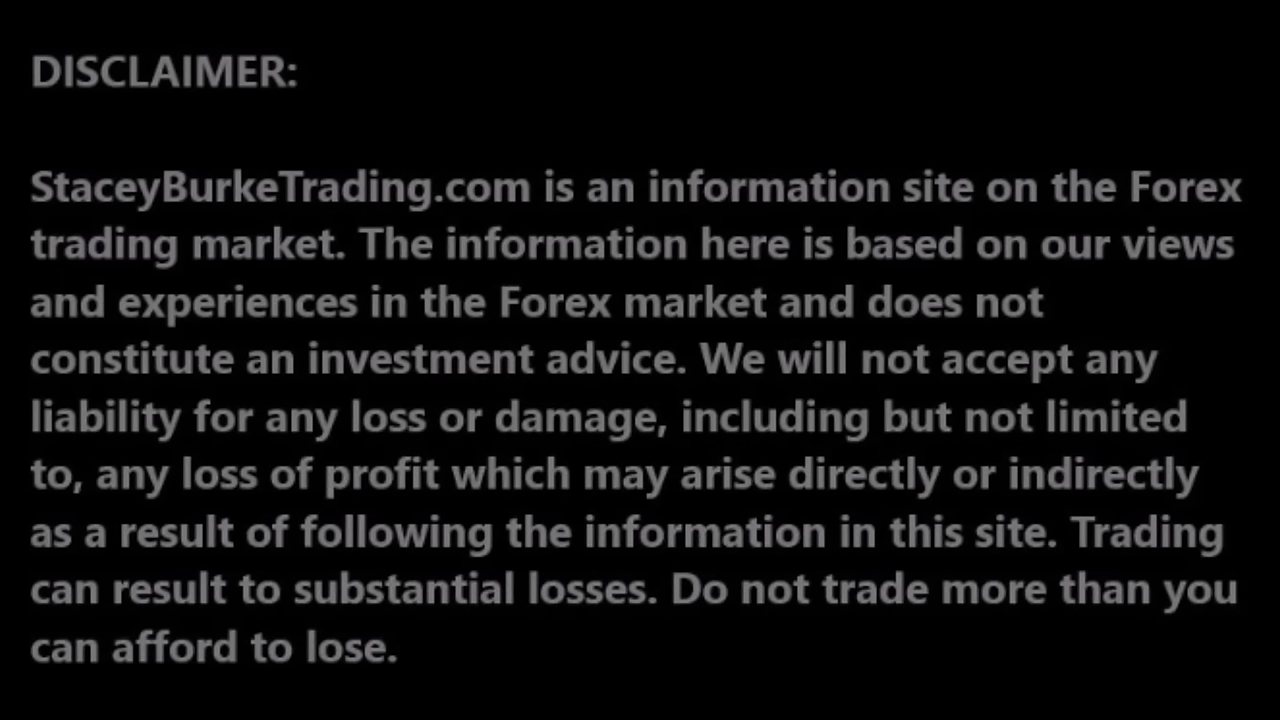 DISCLAIMER:
StaceyBurkeTrading.com is an information site on the Forex
trading market. The information here is based on our views
and experiences in the Forex market and does not
constitute an investment advice. We will not accept any
liability for any loss or damage, including but not limited
to, any loss of profit which may arise directly or indirectly
as a result of following the information in this site. Trading
can result to substantial losses. Do not trade more than you
can afford to lose.